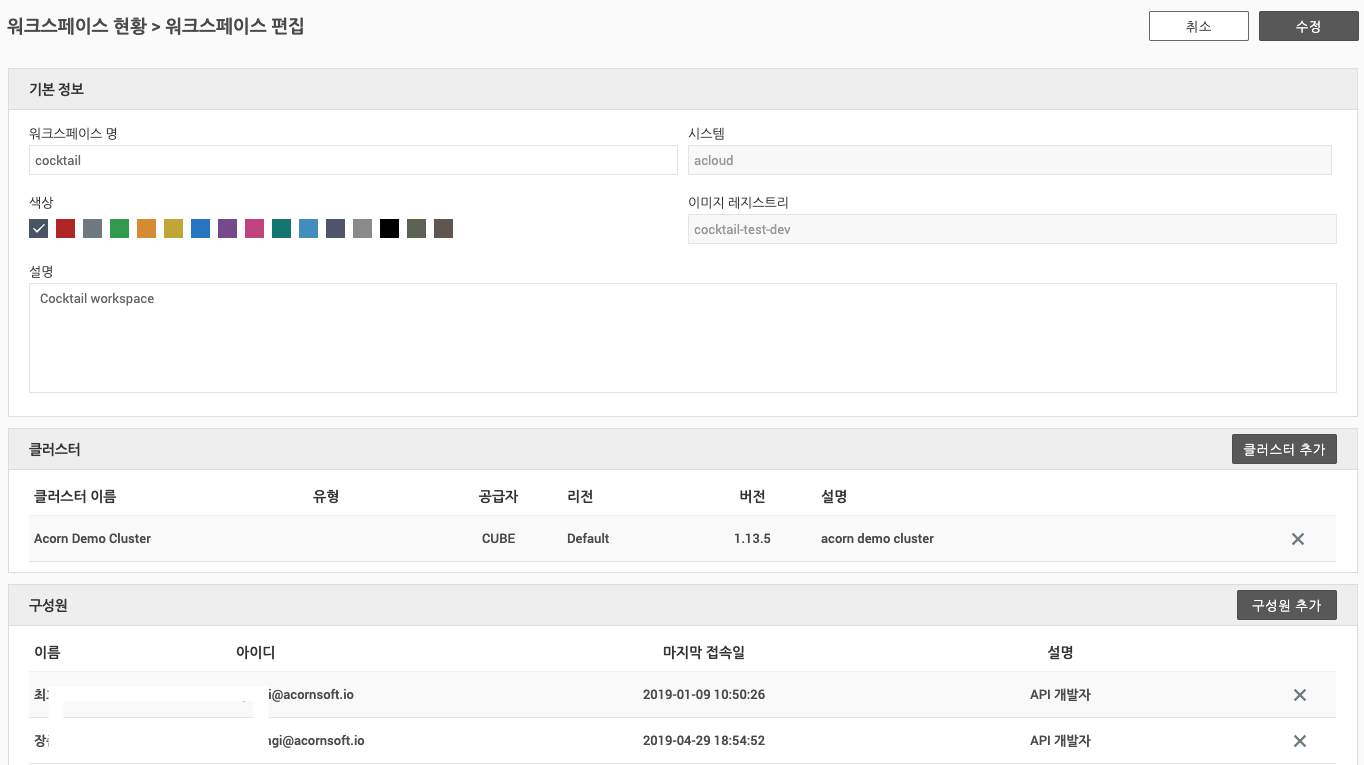 워크스페이스 현황 > 워크스페이스 편집
취소
수정
기본 정보
워크스페이스 명
시스템
cocktail
acloud
색상
이미지 레지스트리
cocktail-test-dev
설명
Cocktail workspace
클러스터
클러스터 추가
클러스터 이름 유형 공급자 리전 버전 설명
Acorn Demo Cluster CUBE Default 1.13.5 acorn demo cluster
구성원
구성원 추가
이름 아이디 마지막 접속일 설명
i@acornsoft.io 2019-01-09 10:50:26 API 개발자
gi@acornsoft.io 2019-04-29 18:54:52 API 개발자